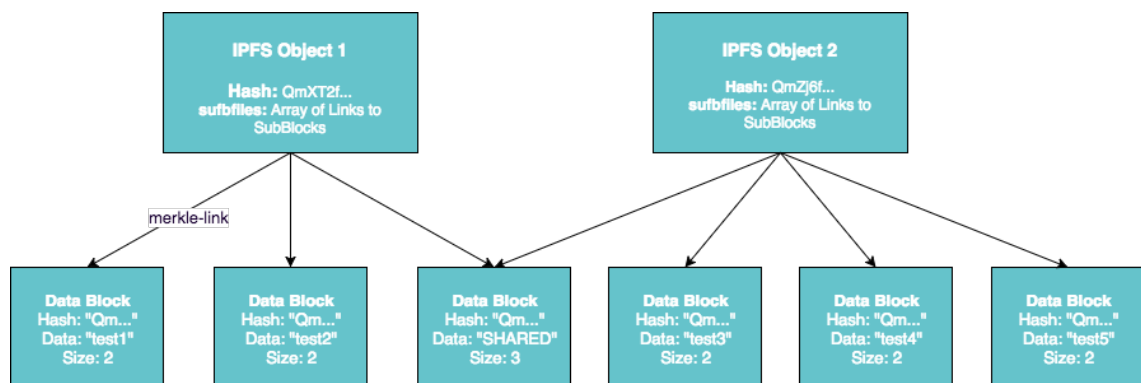 IPFS Object 1
Hash: QmXT2f...
sufbfiles: Array of Links to
SubBlocks
IPFS Object 2
Hash: QmZj6f...
sufbfiles: Array of Links to
SubBlocks
merkle-link
Data Block
Hash: "Qm..."
Data: "test1"
Size: 2
Data Block
Hash: "Qm..."
Data: "test2"
Size: 2
Data Block
Hash: "Qm..."
Data: "SHARED"
Size: 3
Data Block
Hash: "Qm..."
Data: "test3"
Size: 2
Data Block
Hash: "Qm..."
Data: "test4"
Size: 2
Data Block
Hash: "Qm..."
Data: "test5"
Size: 2